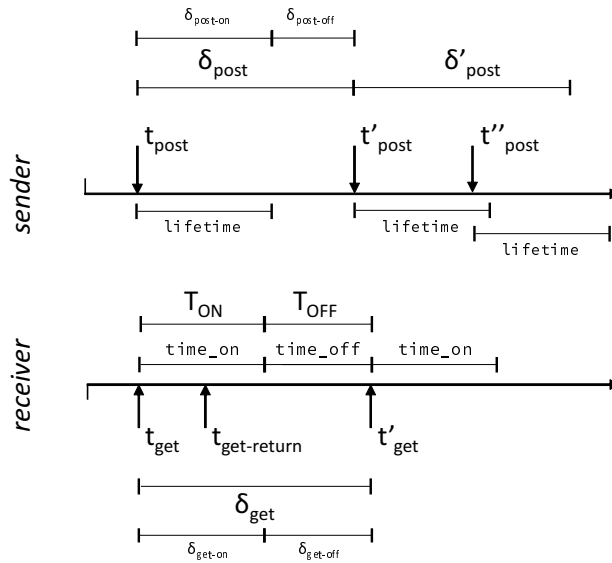 δpost-on δpost-off
δpost δ'post
tpost t'post t''post
sender
lifetime lifetime
lifetime
TON TOFF
time_on time_off time_on
receiver
tget tget-return t'get
δget
δget-on δget-off